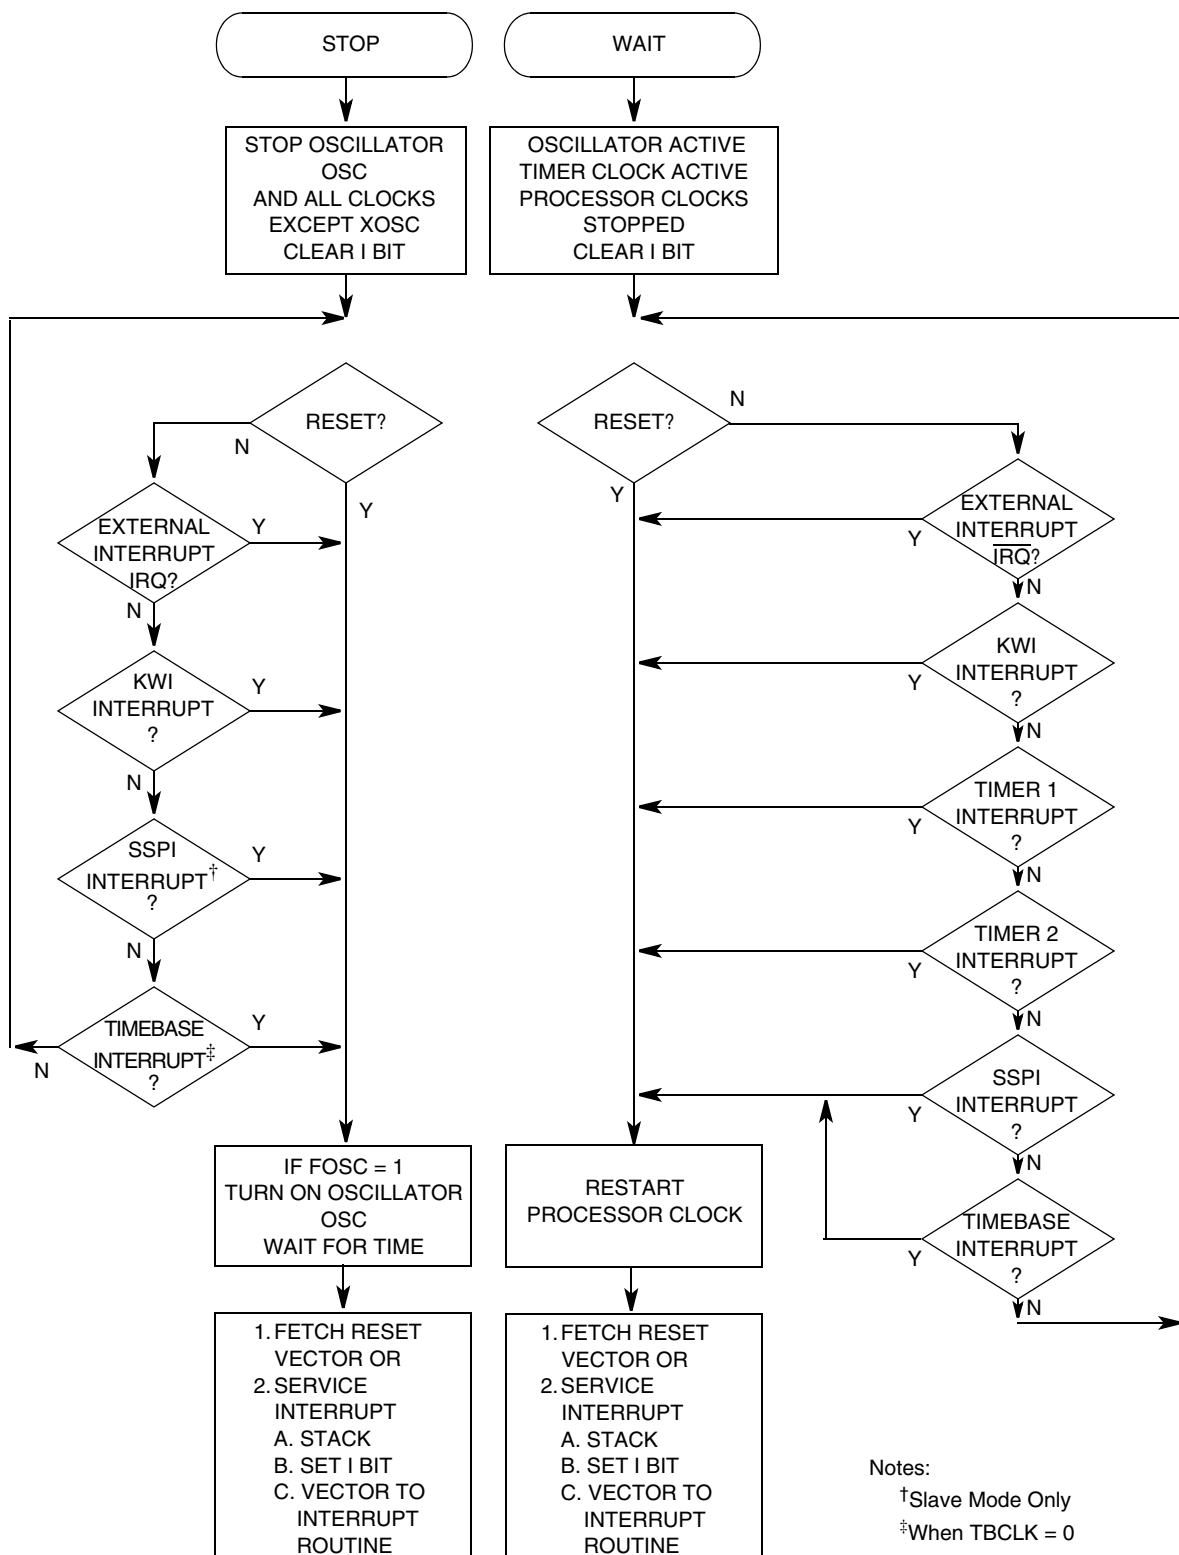 STOP
STOP OSCILLATOR
OSC
AND ALL CLOCKS
EXCEPT XOSC
CLEAR I BIT
RESET?
N
Y
EXTERNAL
INTERRUPT
IRQ?
Y
N
KWI
INTERRUPT
?
Y
N
SSPI
INTERRUPT†
?
Y
N
TIMEBASE
INTERRUPT‡
?
Y
N
IF FOSC = 1
TURN ON OSCILLATOR
OSC
WAIT FOR TIME
1. FETCH RESET
VECTOR OR
2. SERVICE
INTERRUPT
A. STACK
B. SET I BIT
C. VECTOR TO
INTERRUPT
ROUTINE
WAIT
OSCILLATOR ACTIVE
TIMER CLOCK ACTIVE
PROCESSOR CLOCKS
STOPPED
CLEAR I BIT
RESET?
N
Y
EXTERNAL
INTERRUPT
I̅R̅Q̅?
Y
N
KWI
INTERRUPT
?
Y
N
TIMER 1
INTERRUPT
?
Y
N
TIMER 2
INTERRUPT
?
Y
N
SSPI
INTERRUPT
?
Y
N
TIMEBASE
INTERRUPT
?
Y
N
RESTART
PROCESSOR CLOCK
1. FETCH RESET
VECTOR OR
2. SERVICE
INTERRUPT
A. STACK
B. SET I BIT
C. VECTOR TO
INTERRUPT
ROUTINE
Notes:
†Slave Mode Only
‡When TBCLK = 0